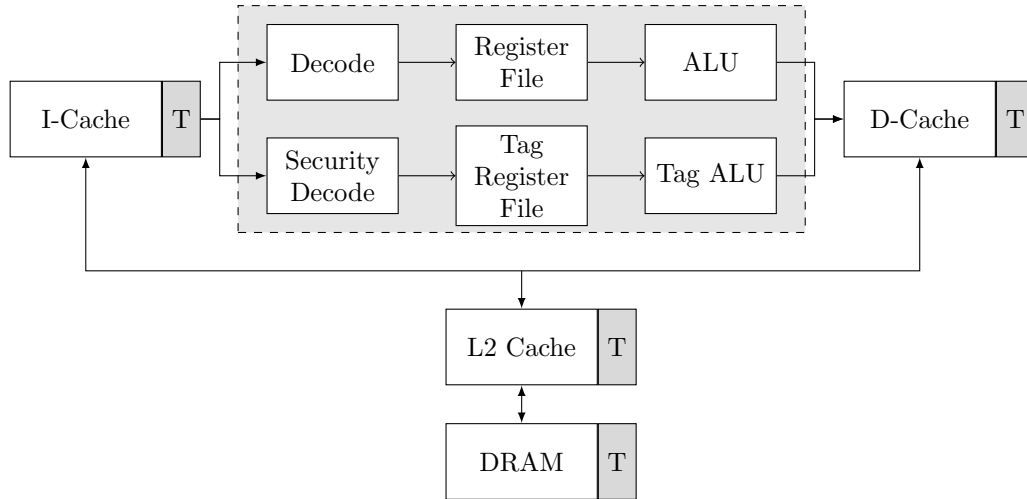 Decode
Register
File
ALU
I-Cache
T
D-Cache
T
Security
Decode
Tag
Register
File
Tag ALU
L2 Cache
T
DRAM
T